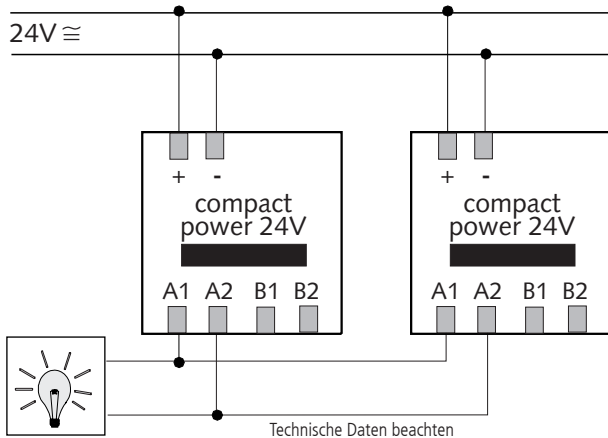 24V ≅
+ -
compact
power 24V
A1 A2 B1 B2
+ -
compact
power 24V
A1 A2 B1 B2
Technische Daten beachten